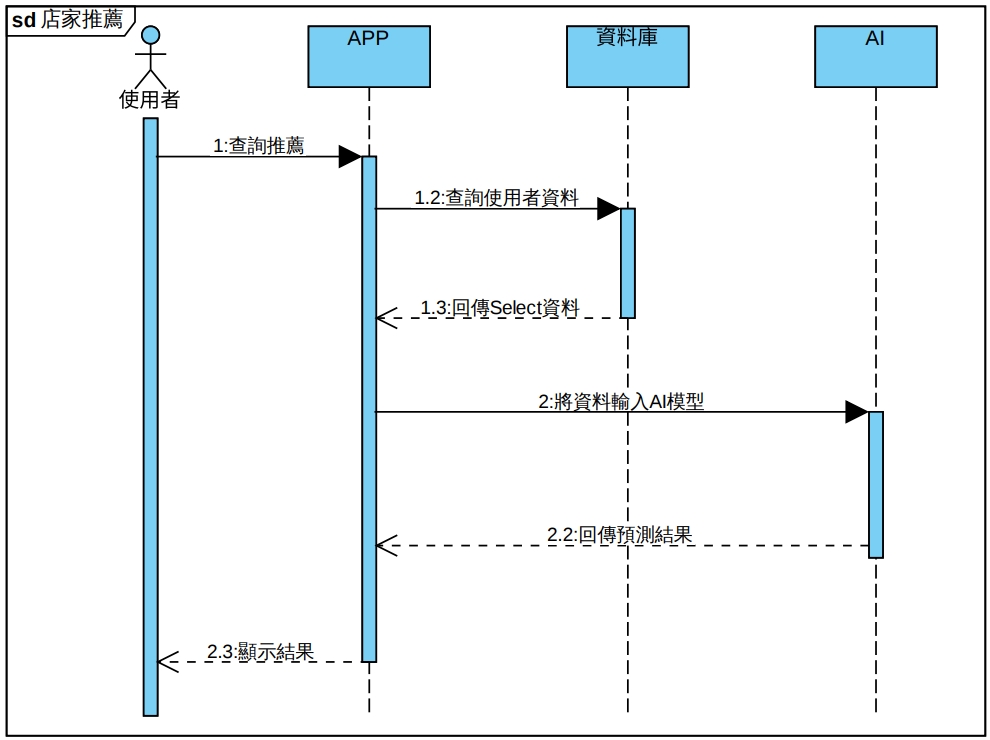 sd 店家推薦
APP
資料庫
AI
使用者
1:查詢推薦
1.2:查詢使用者資料
1.3:回傳Select資料
2:將資料輸入AI模型
2.2:回傳預測結果
2.3:顯示結果